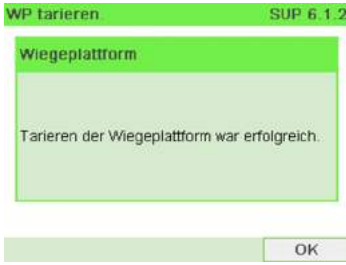 WP tarieren SUP 6.1.2
Wiegeplattform
Tarieren der Wiegeplattform war erfolgreich.
OK